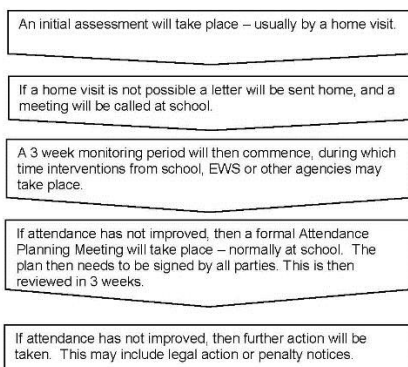 An initial assessment will take place – usually by a home visit.
If a home visit is not possible a letter will be sent home, and a
meeting will be called at school.
A 3 week monitoring period will then commence, during which
time interventions from school, EWS or other agencies may
take place.
If attendance has not improved, then a formal Attendance
Planning Meeting will take place – normally at school. The
plan then needs to be signed by all parties. This is then
reviewed in 3 weeks.
If attendance has not improved, then further action will be
taken. This may include legal action or penalty notices.